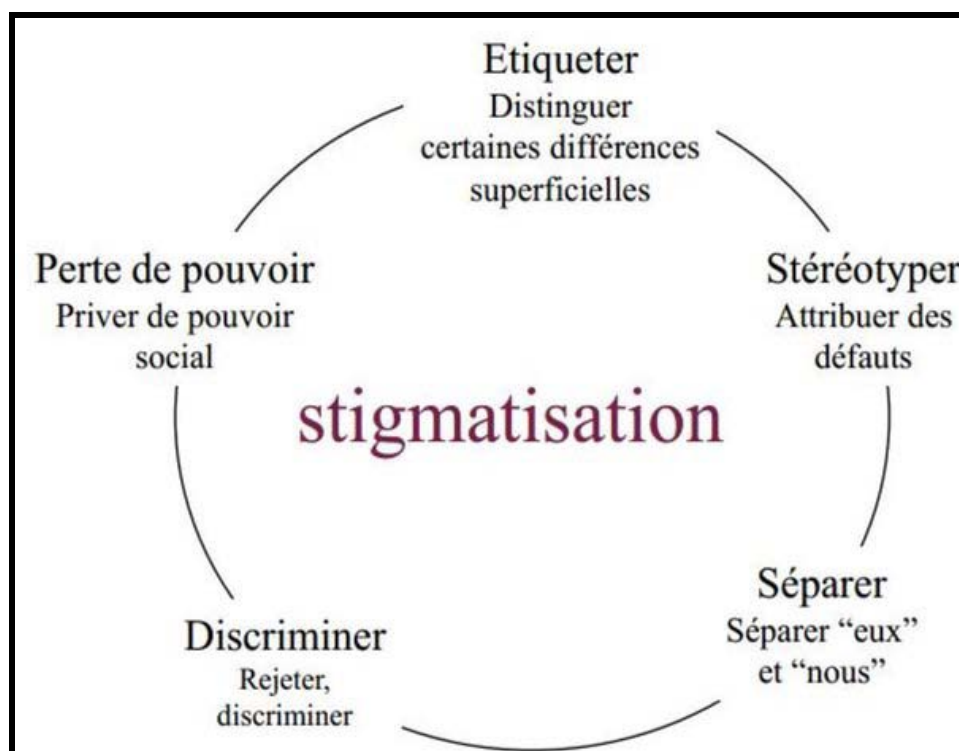 Etiqueter
Distinguer
certaines différences
superficielles
Stéréotyper
Attribuer des
défauts
Séparer
Séparer “eux”
et “nous”
Discriminer
Rejeter,
discriminer
Perte de pouvoir
Priver de pouvoir
social
stigmatisation